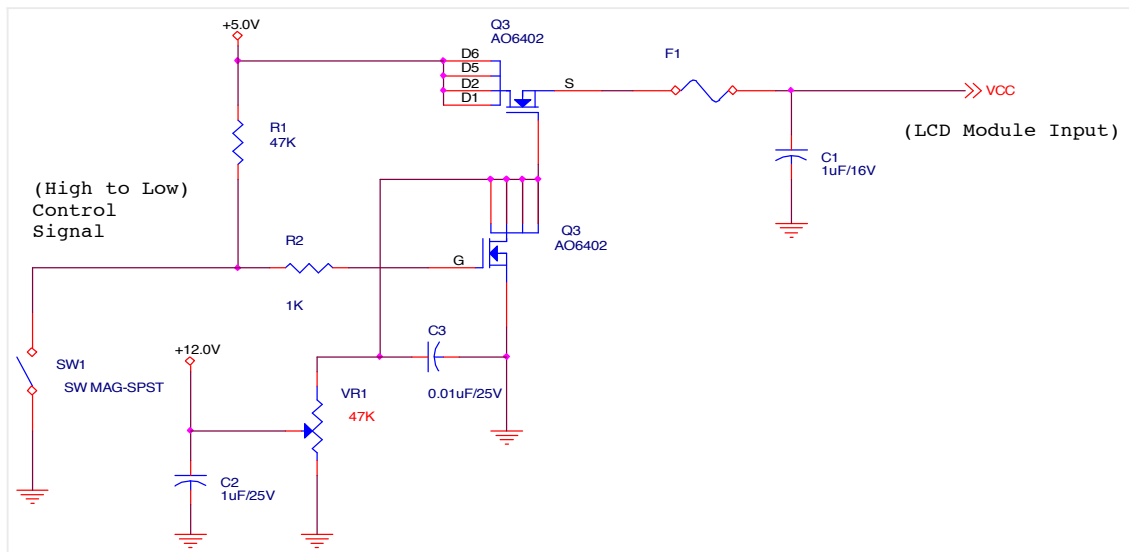 Q3
AO6402
+5.0V
D6
D5
D2
D1
S
F1
VCC
(LCD Module Input)
R1
47K
C1
1uF/16V
(High to Low)
Control
Signal
Q3
AO6402
R2
G
1K
+12.0V
C3
SW1
SW MAG-SPST
VR1
0.01uF/25V
47K
C2
1uF/25V